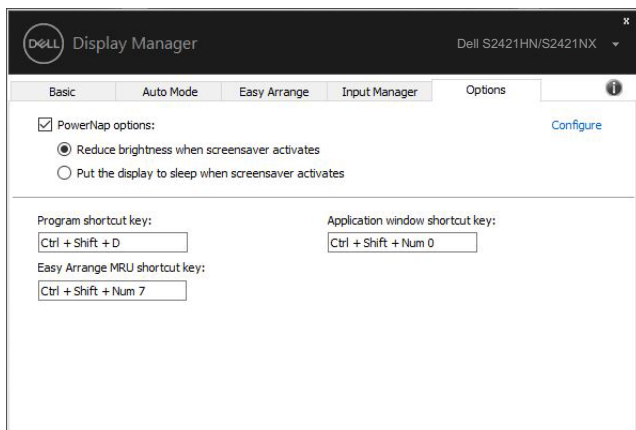 x
DELL Display Manager Dell S2421HN/S2421NX
Basic Auto Mode Easy Arrange Input Manager Options
PowerNap options: Configure
Reduce brightness when screensaver activates
Put the display to sleep when screensaver activates
Program shortcut key: Application window shortcut key:
Ctrl + Shift + D Ctrl + Shift + Num 0
Easy Arrange MRU shortcut key:
Ctrl + Shift + Num 7